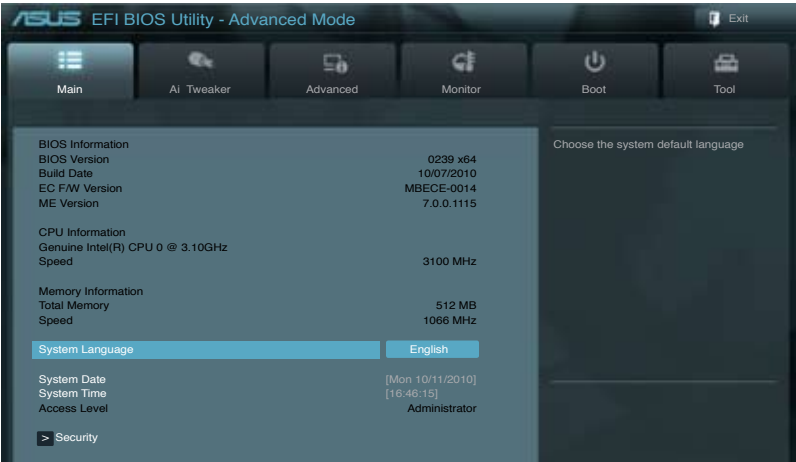 ASUS EFI BIOS Utility - Advanced Mode
Exit
Main Ai Tweaker Advanced Monitor Boot Tool
Choose the system default language
BIOS Information
BIOS Version 0239 x64
Build Date 10/07/2010
EC F/W Version MBECE-0014
ME Version 7.0.0.1115
CPU Information
Genuine Intel(R) CPU 0 @ 3.10GHz
Speed 3100 MHz
Memory Information
Total Memory 512 MB
Speed 1066 MHz
System Language English
System Date [Mon 10/11/2010]
System Time [16:46:15]
Access Level Administrator
> Security